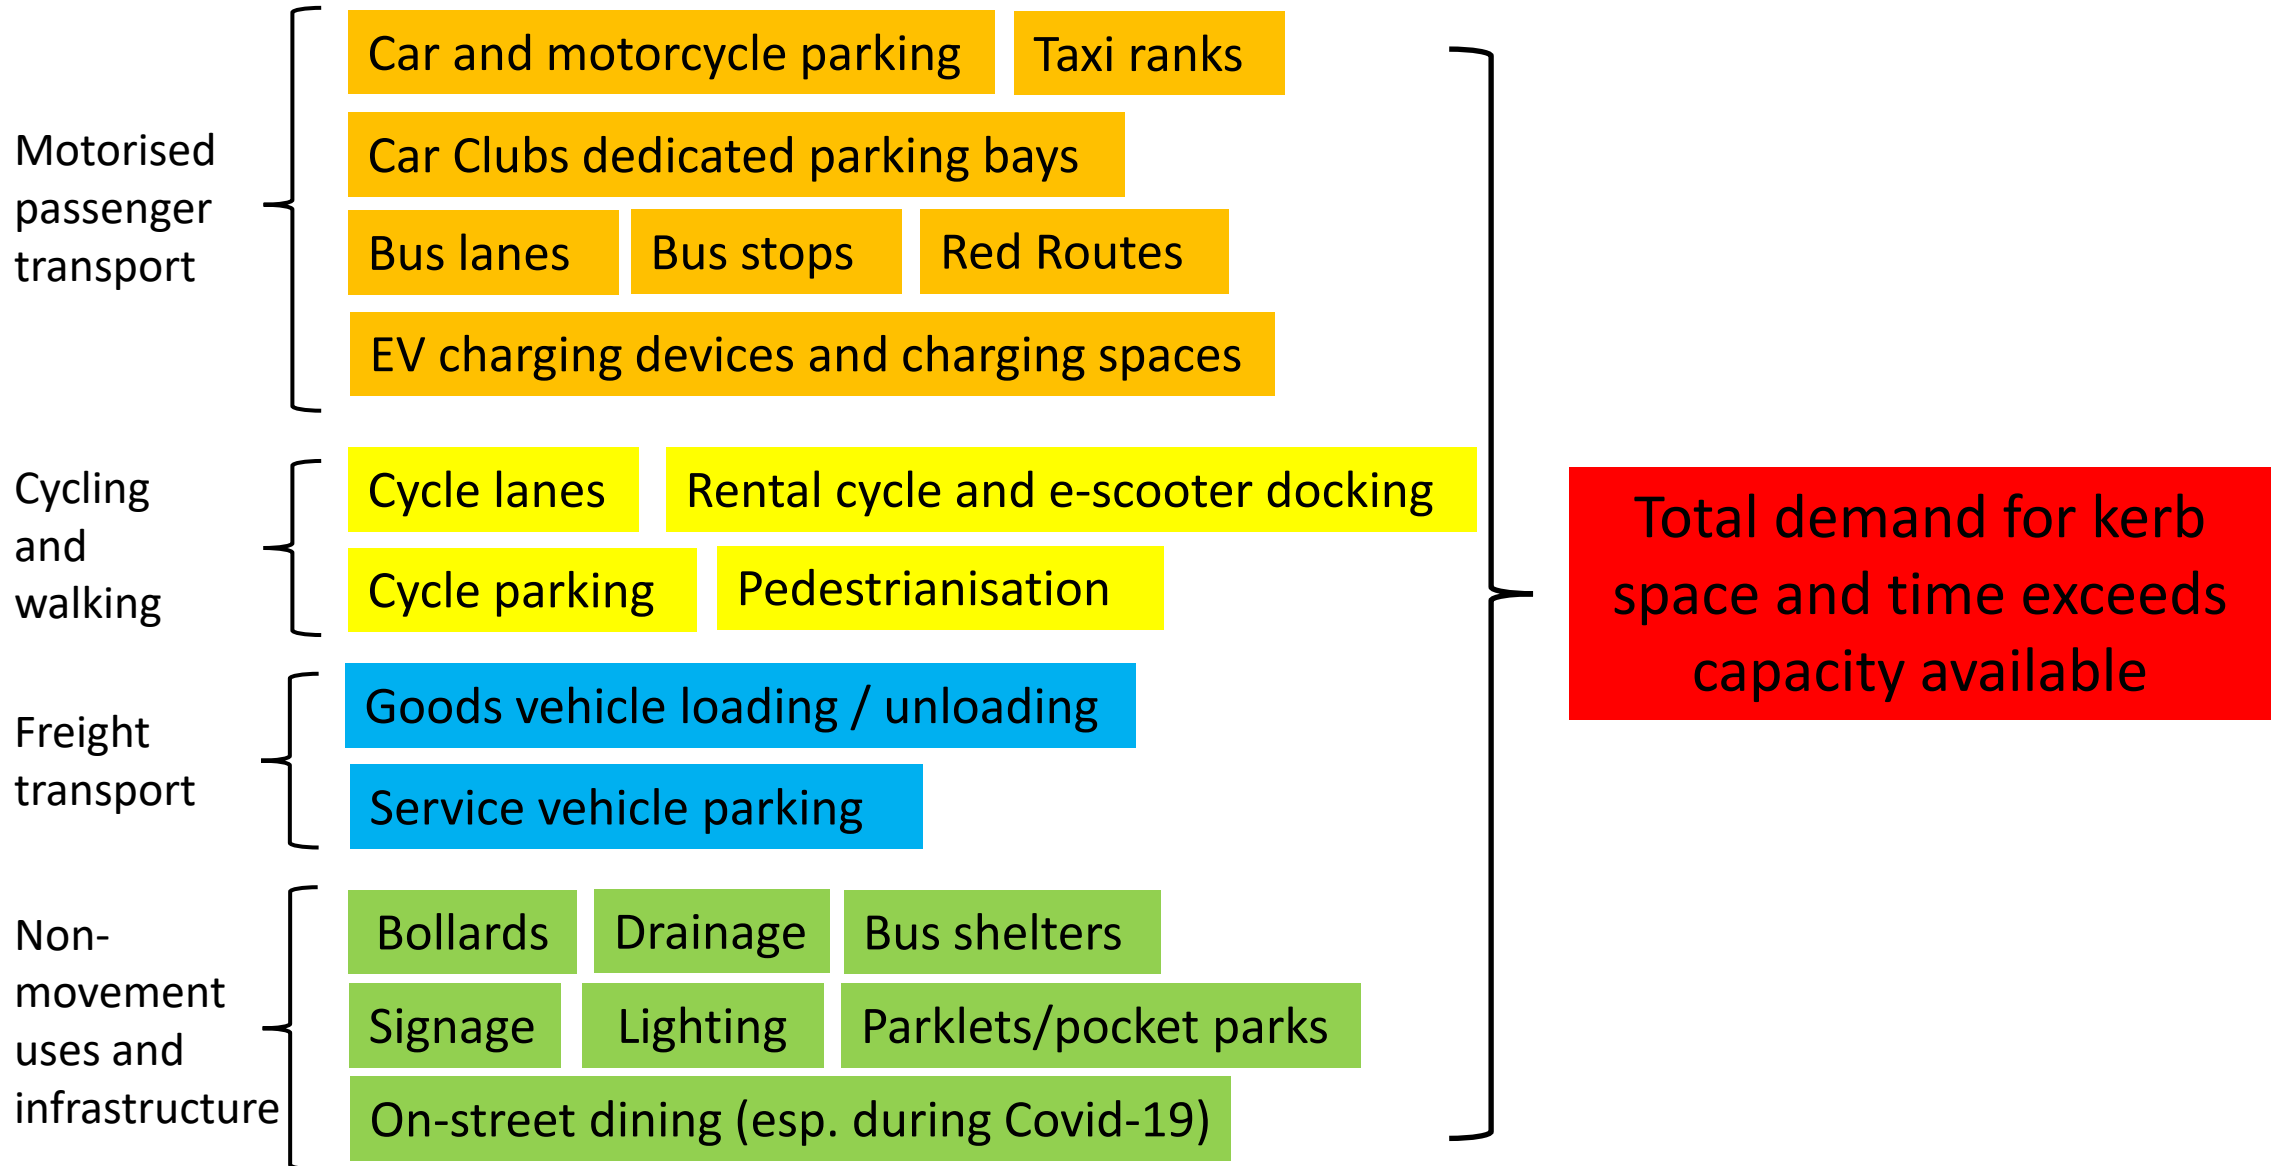 Motorised
passenger
transport
Car and motorcycle parking
Taxi ranks
Car Clubs dedicated parking bays
Bus lanes
Bus stops
Red Routes
EV charging devices and charging spaces
Cycling
and
walking
Cycle lanes
Rental cycle and e-scooter docking
Cycle parking
Pedestrianisation
Freight
transport
Goods vehicle loading / unloading
Service vehicle parking
Non-
movement
uses and
infrastructure
Bollards
Drainage
Bus shelters
Signage
Lighting
Parklets/pocket parks
On-street dining (esp. during Covid-19)
Total demand for kerb
space and time exceeds
capacity available